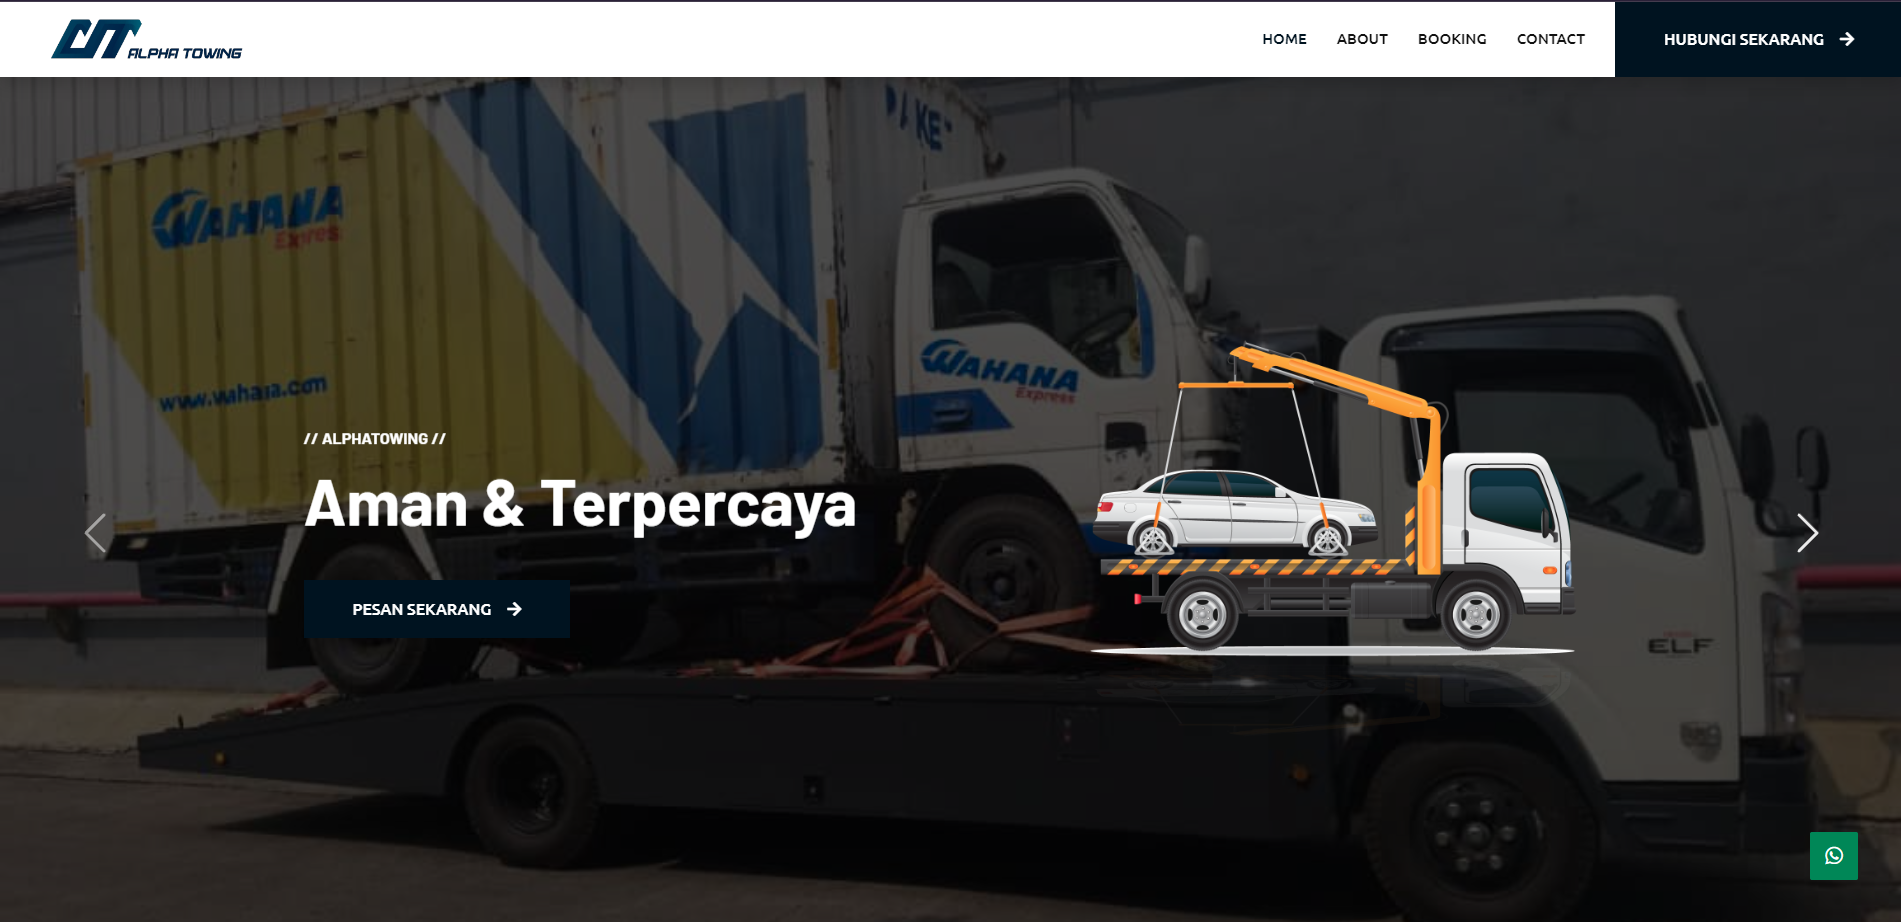 ALPHA TOWING
HOME
ABOUT
BOOKING
CONTACT
HUBUNGI SEKARANG
WAHANA
Express
www.wahana.com
WAHANA
Express
// ALPHATOWING //
Aman & Terpercaya
PESAN SEKARANG
ELF